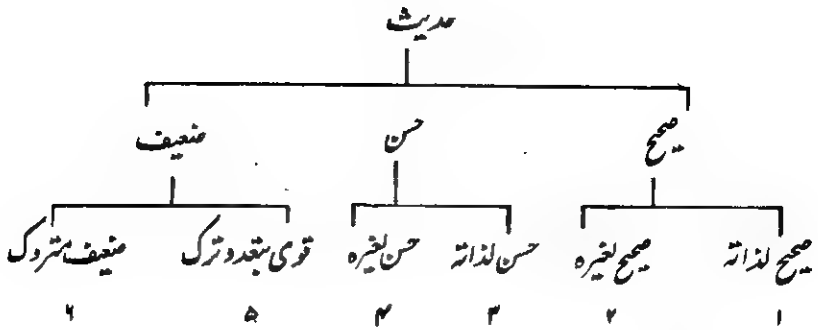 حدیث
صحیح حسن ضعیف
صحیح لذاتہ صحیح لغیرہ حسن لذاتہ حسن لغیرہ قوی بتعدد ترک ضعیف متروک
۱ ۲ ۳ ۴ ۵ ۶